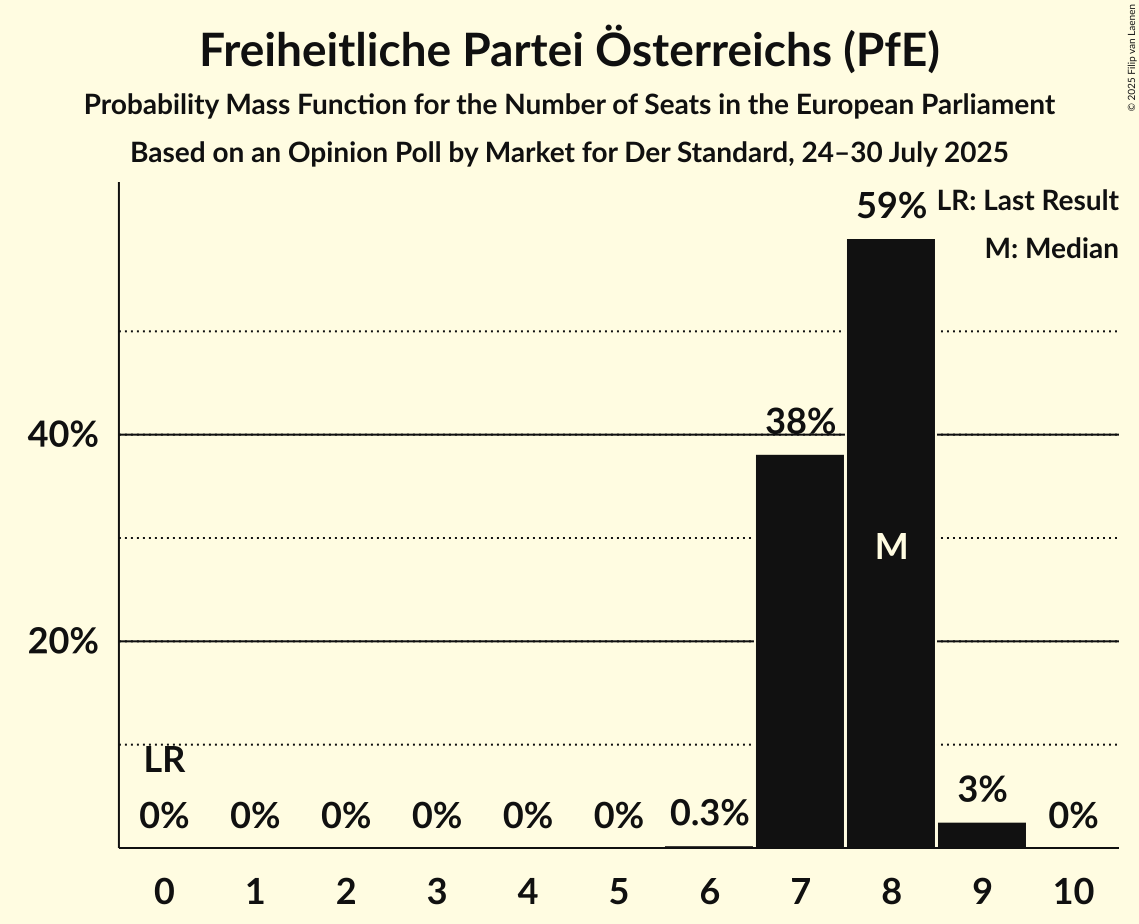 Freiheitliche Partei Österreichs (PfE)
Probability Mass Function for the Number of Seats in the European Parliament
Based on an Opinion Poll by Market for Der Standard, 24–30 July 2025
© 2025 Filip van Laenen
59%
LR: Last Result
M: Median
40%
38%
M
20%
LR
0%
0%
0%
0%
0%
0%
0.3%
3%
0%
0 1 2 3 4 5 6 7 8 9 10